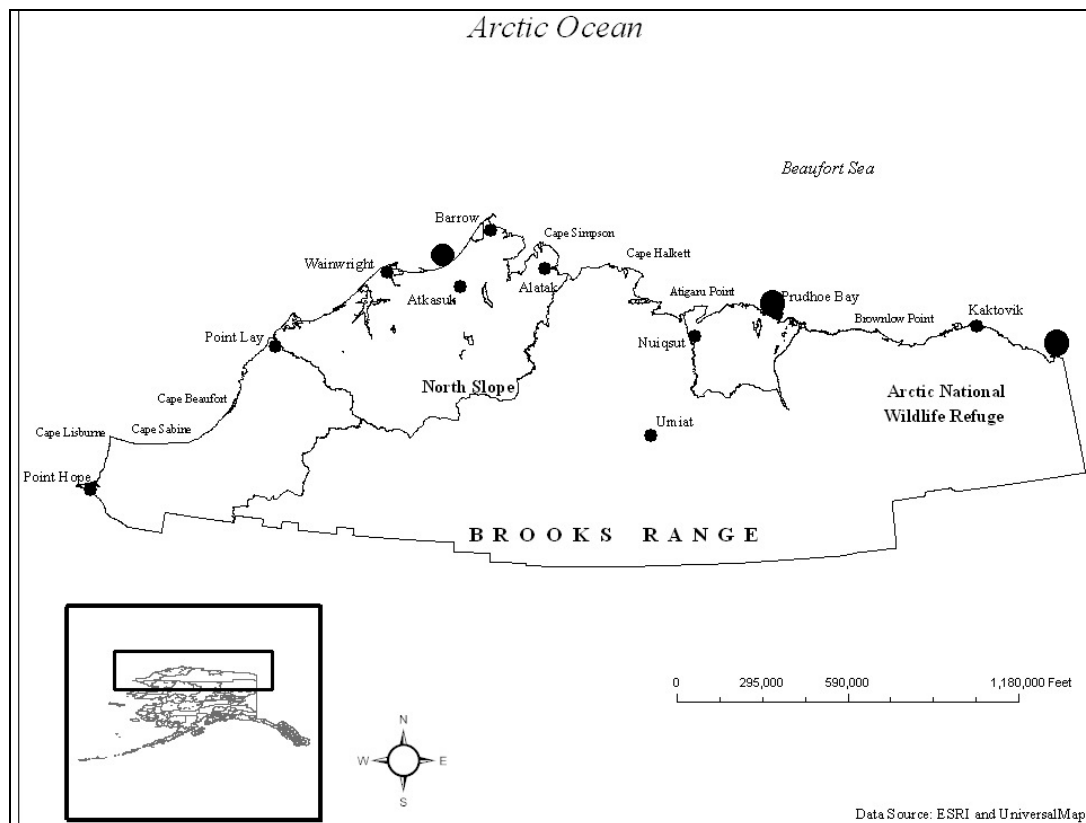 Arctic Ocean
Beaufort Sea
Barrow
Cape Simpson
Cape Halkett
Wainwright
Atkasuk
Alatak
Atigaru Point
Prudhoe Bay
Brownlow Point
Kaktovik
Point Lay
Nuiqsut
North Slope
Arctic National
Wildlife Refuge
Cape Beaufort
Cape Lisburne
Cape Sabine
Umiat
Point Hope
BROOKS RANGE
0 295,000 590,000 1,180,000 Feet
N
W E
S
Data Source: ESRI and UniversalMap